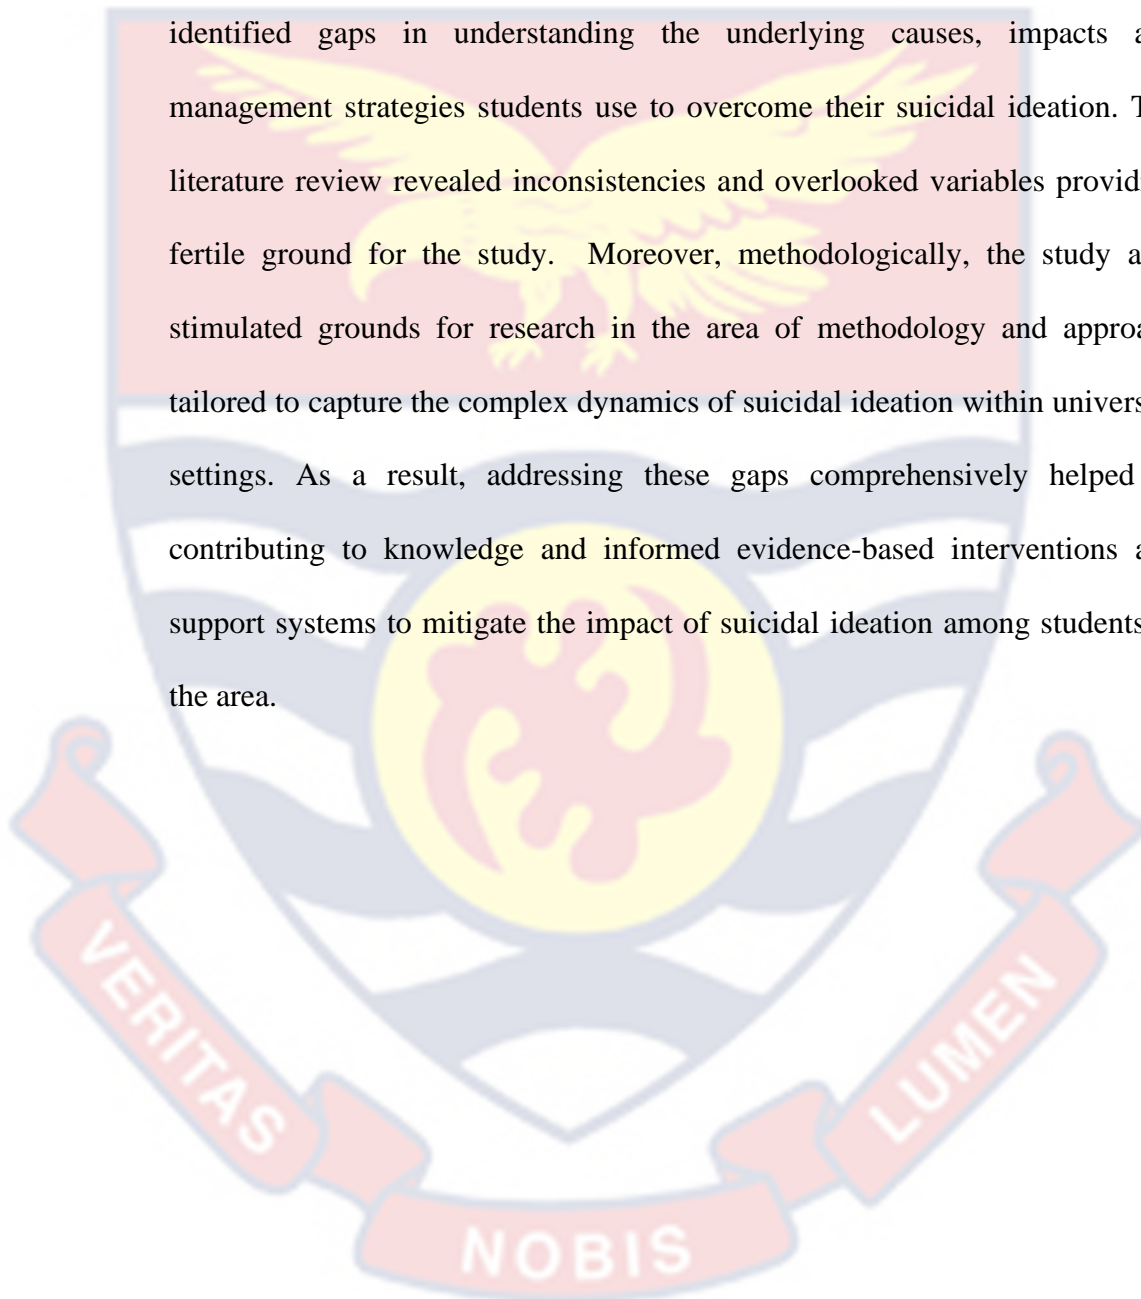 identified gaps in understanding the underlying causes, impacts a
management strategies students use to overcome their suicidal ideation. T
literature review revealed inconsistencies and overlooked variables provid
fertile ground for the study. Moreover, methodologically, the study a
stimulated grounds for research in the area of methodology and approa
tailored to capture the complex dynamics of suicidal ideation within univers
settings. As a result, addressing these gaps comprehensively helped
contributing to knowledge and informed evidence-based interventions a
support systems to mitigate the impact of suicidal ideation among students
the area.
VERITAS
NOBIS
LUMEN